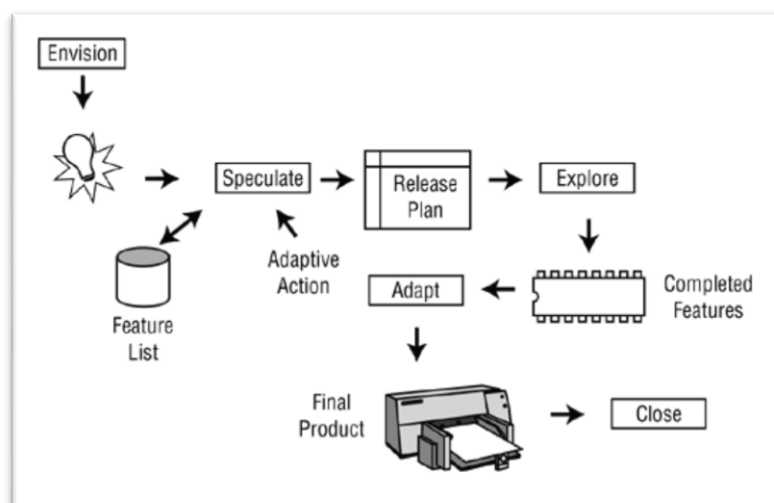 Envision
Speculate
Release
Plan
Explore
Adaptive
Action
Feature
List
Adapt
Completed
Features
Final
Product
Close